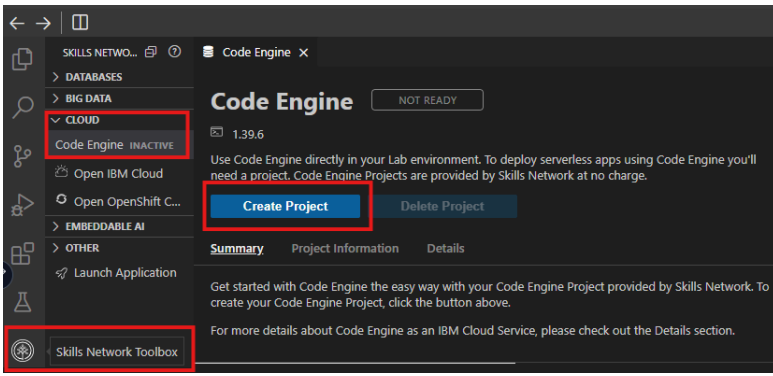 SKILLS NETWO...
DATABASES
BIG DATA
CLOUD
Code Engine INACTIVE
Open IBM Cloud
Open OpenShift C...
EMBEDDABLE AI
OTHER
Launch Application
Skills Network Toolbox
Code Engine
Code Engine NOT READY
1.39.6
Use Code Engine directly in your Lab environment. To deploy serverless apps using Code Engine you'll
need a project. Code Engine Projects are provided by Skills Network at no charge.
Create Project Delete Project
Summary Project Information Details
Get started with Code Engine the easy way with your Code Engine Project provided by Skills Network. To
create your Code Engine Project, click the button above.
For more details about Code Engine as an IBM Cloud Service, please check out the Details section.